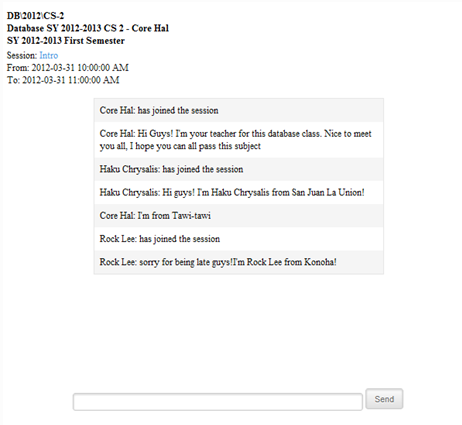 DB\2012\CS-2
Database SY 2012-2013 CS 2 - Core Hal
SY 2012-2013 First Semester
Session: Intro
From: 2012-03-31 10:00:00 AM
To: 2012-03-31 11:00:00 AM
Core Hal: has joined the session
Core Hal: Hi Guys! I'm your teacher for this database class. Nice to meet
you all, I hope you can all pass this subject
Haku Chrysalis: has joined the session
Haku Chrysalis: Hi guys! I'm Haku Chrysalis from San Juan La Union!
Core Hal: I'm from Tawi-tawi
Rock Lee: has joined the session
Rock Lee: sorry for being late guys!I'm Rock Lee from Konoha!
Send